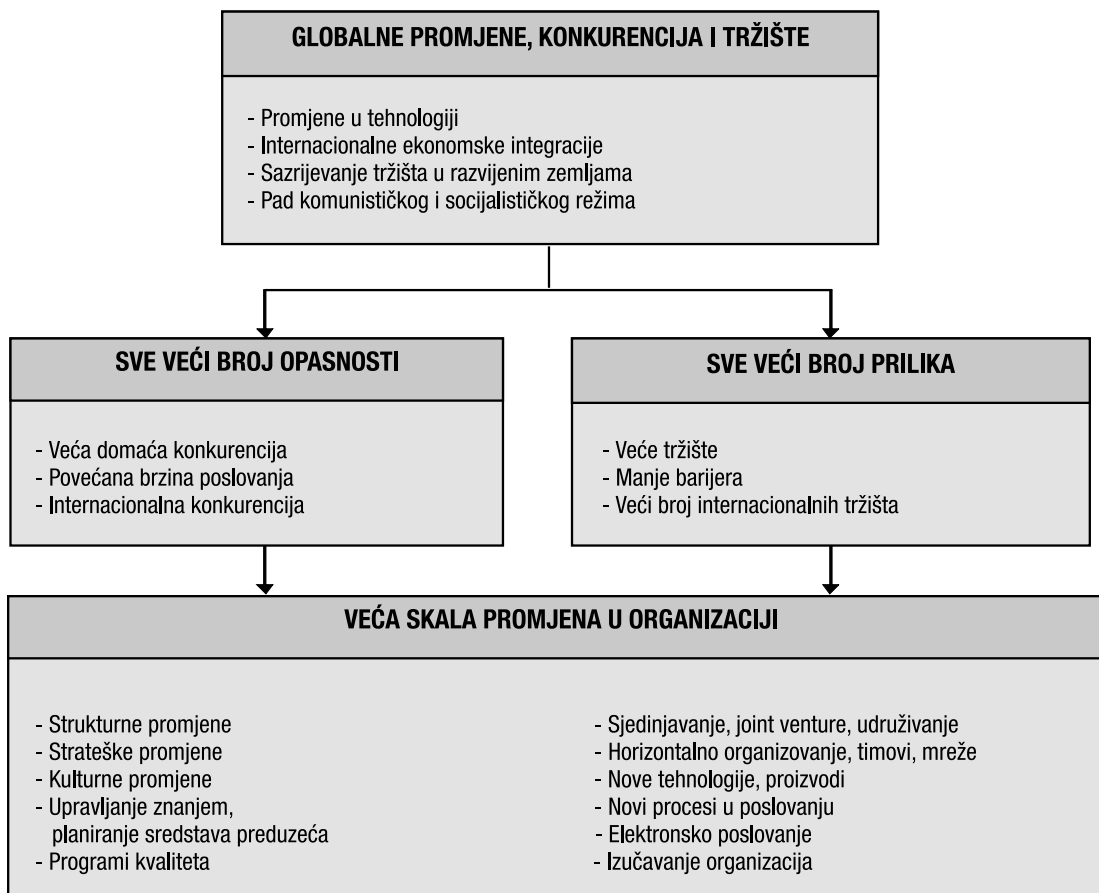 GLOBALNE PROMJENE, KONKURENCIJA I TRŽIŠTE
- Promjene u tehnologiji
- Internacionalne ekonomske integracije
- Sazrijevanje tržišta u razvijenim zemljama
- Pad komunističkog i socijalističkog režima
SVE VEĆI BROJ OPASNOSTI
- Veća domaća konkurencija
- Povećana brzina poslovanja
- Internacionalna konkurencija
SVE VEĆI BROJ PRILIKA
- Veće tržište
- Manje barijera
- Veći broj internacionalnih tržišta
VEĆA SKALA PROMJENA U ORGANIZACIJI
- Strukturne promjene
- Strateške promjene
- Kulturne promjene
- Upravljanje znanjem,
planiranje sredstava preduzeća
- Programi kvaliteta
- Sjedinjavanje, joint venture, udruživanje
- Horizontalno organizovanje, timovi, mreže
- Nove tehnologije, proizvodi
- Novi procesi u poslovanju
- Elektronsko poslovanje
- Izučavanje organizacija